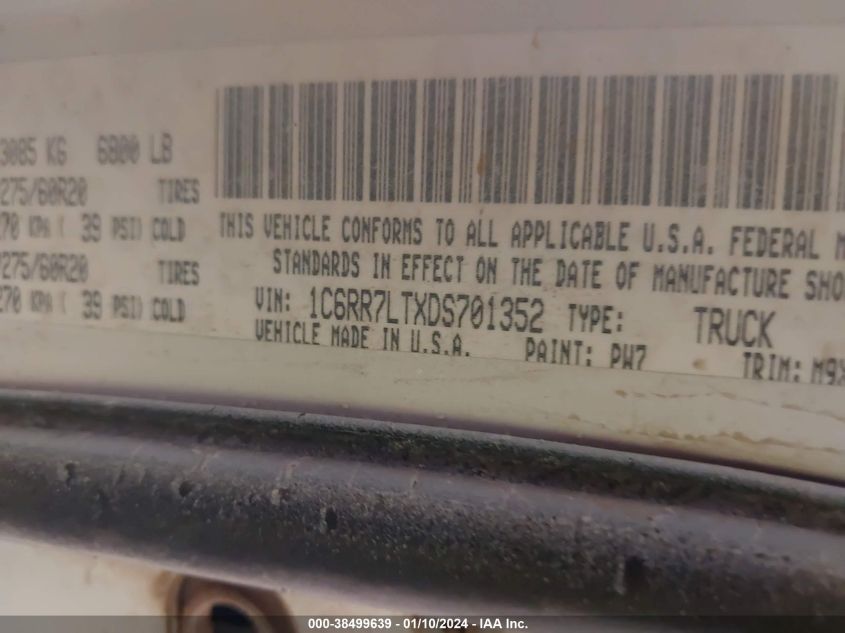 3085 KG 6800 LB
275/60R20 TIRES
270 KPA ( 39 PSI) COLD
275/60R20 TIRES
270 KPA ( 39 PSI) COLD
THIS VEHICLE CONFORMS TO ALL APPLICABLE U.S.A. FEDERAL M
STANDARDS IN EFFECT ON THE DATE OF MANUFACTURE SHO
VIN: 1C6RR7LTXDS701352 TYPE: TRUCK
VEHICLE MADE IN U.S.A. PAINT: PW7 TRIM: M9X
000-38499639 - 01/10/2024 - IAA Inc.